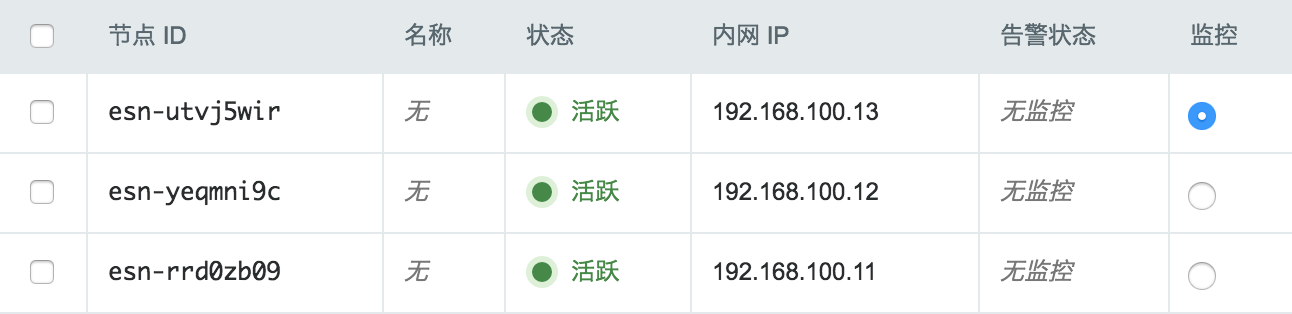 节点 ID 名称 状态 内网 IP 告警状态 监控
esn-utvj5wir 无 活跃 192.168.100.13 无监控
esn-yeqmni9c 无 活跃 192.168.100.12 无监控
esn-rrd0zb09 无 活跃 192.168.100.11 无监控